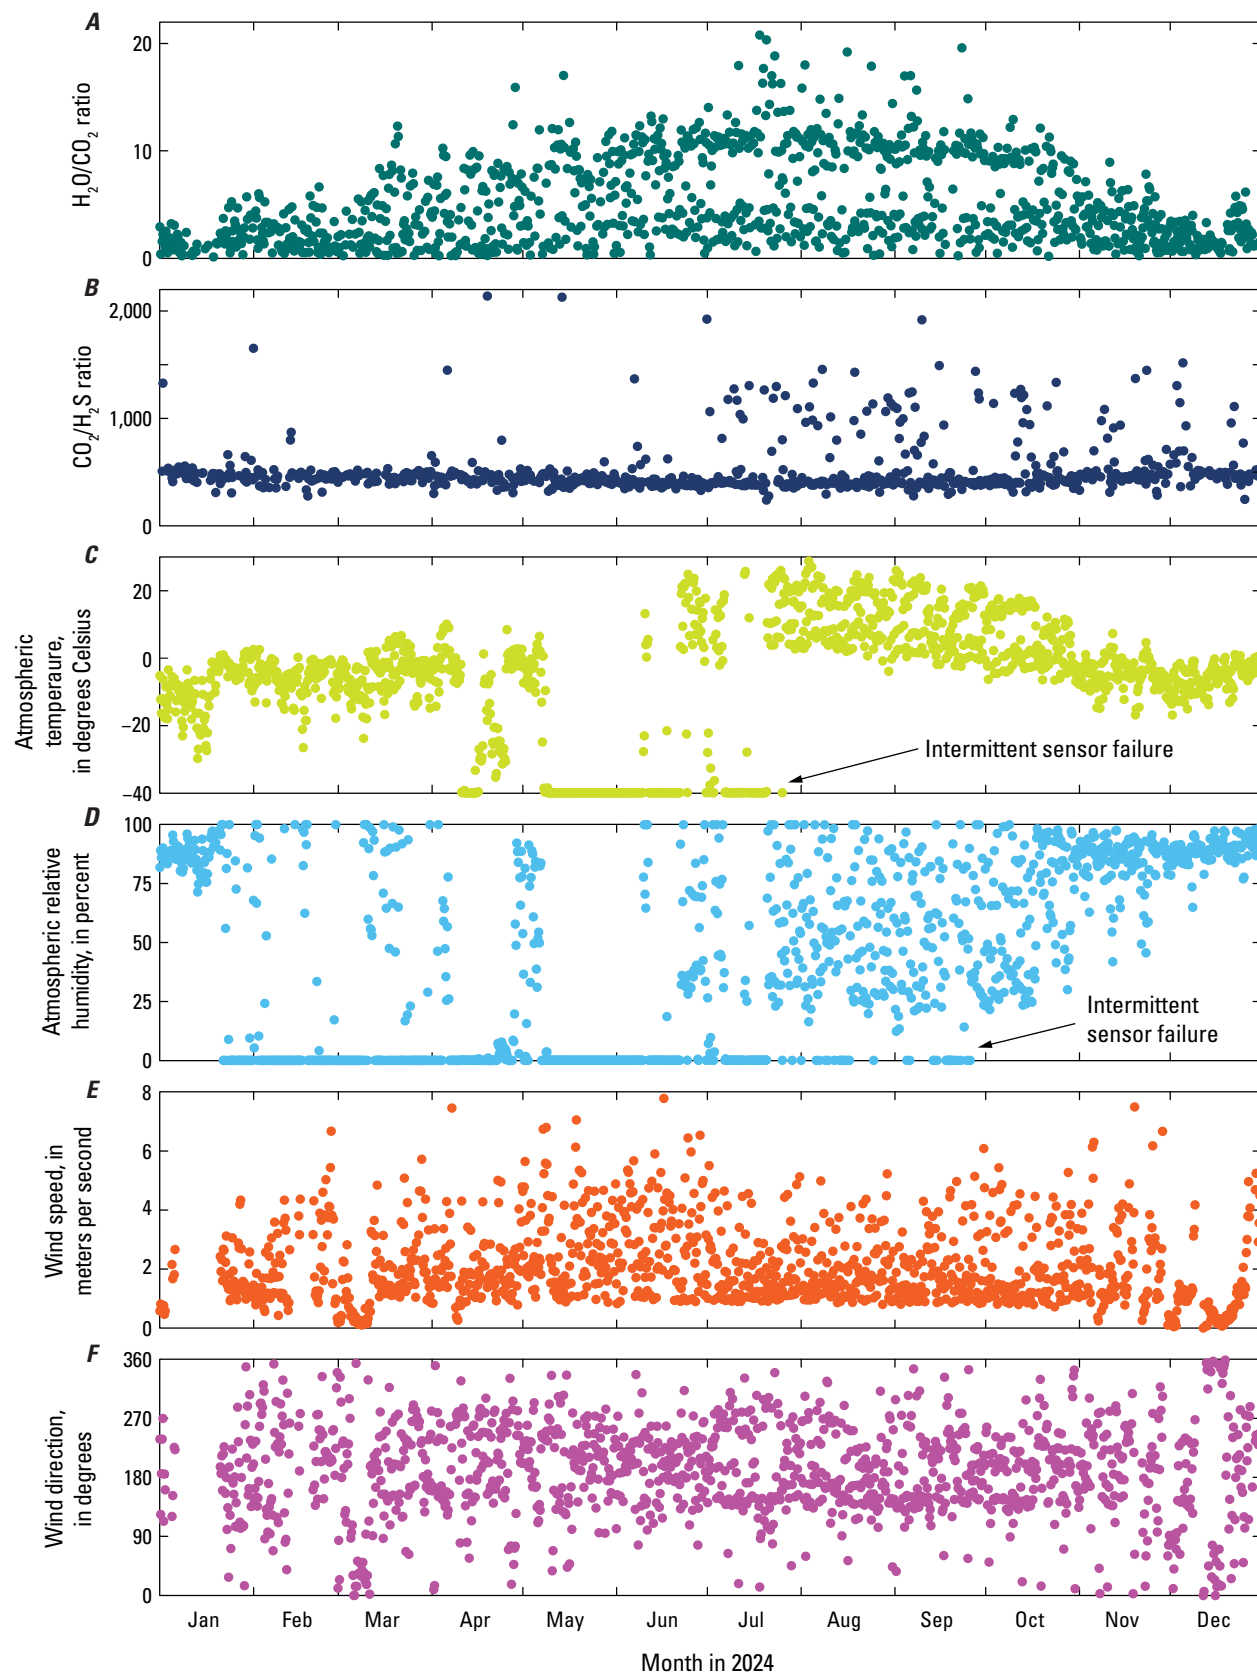 A
H2O/CO2 ratio
20
10
0
B
CO2/H2S ratio
2,000
1,000
0
C
Atmospheric
temperaure,
in degrees Celsius
20
0
−20
−40
Intermittent sensor failure
D
Atmospheric relative
humidity, in percent
100
75
50
25
0
Intermittent
sensor failure
E
Wind speed, in
meters per second
8
6
4
2
0
F
Wind direction,
in degrees
360
270
180
90
0
Jan Feb Mar Apr May Jun Jul Aug Sep Oct Nov Dec
Month in 2024